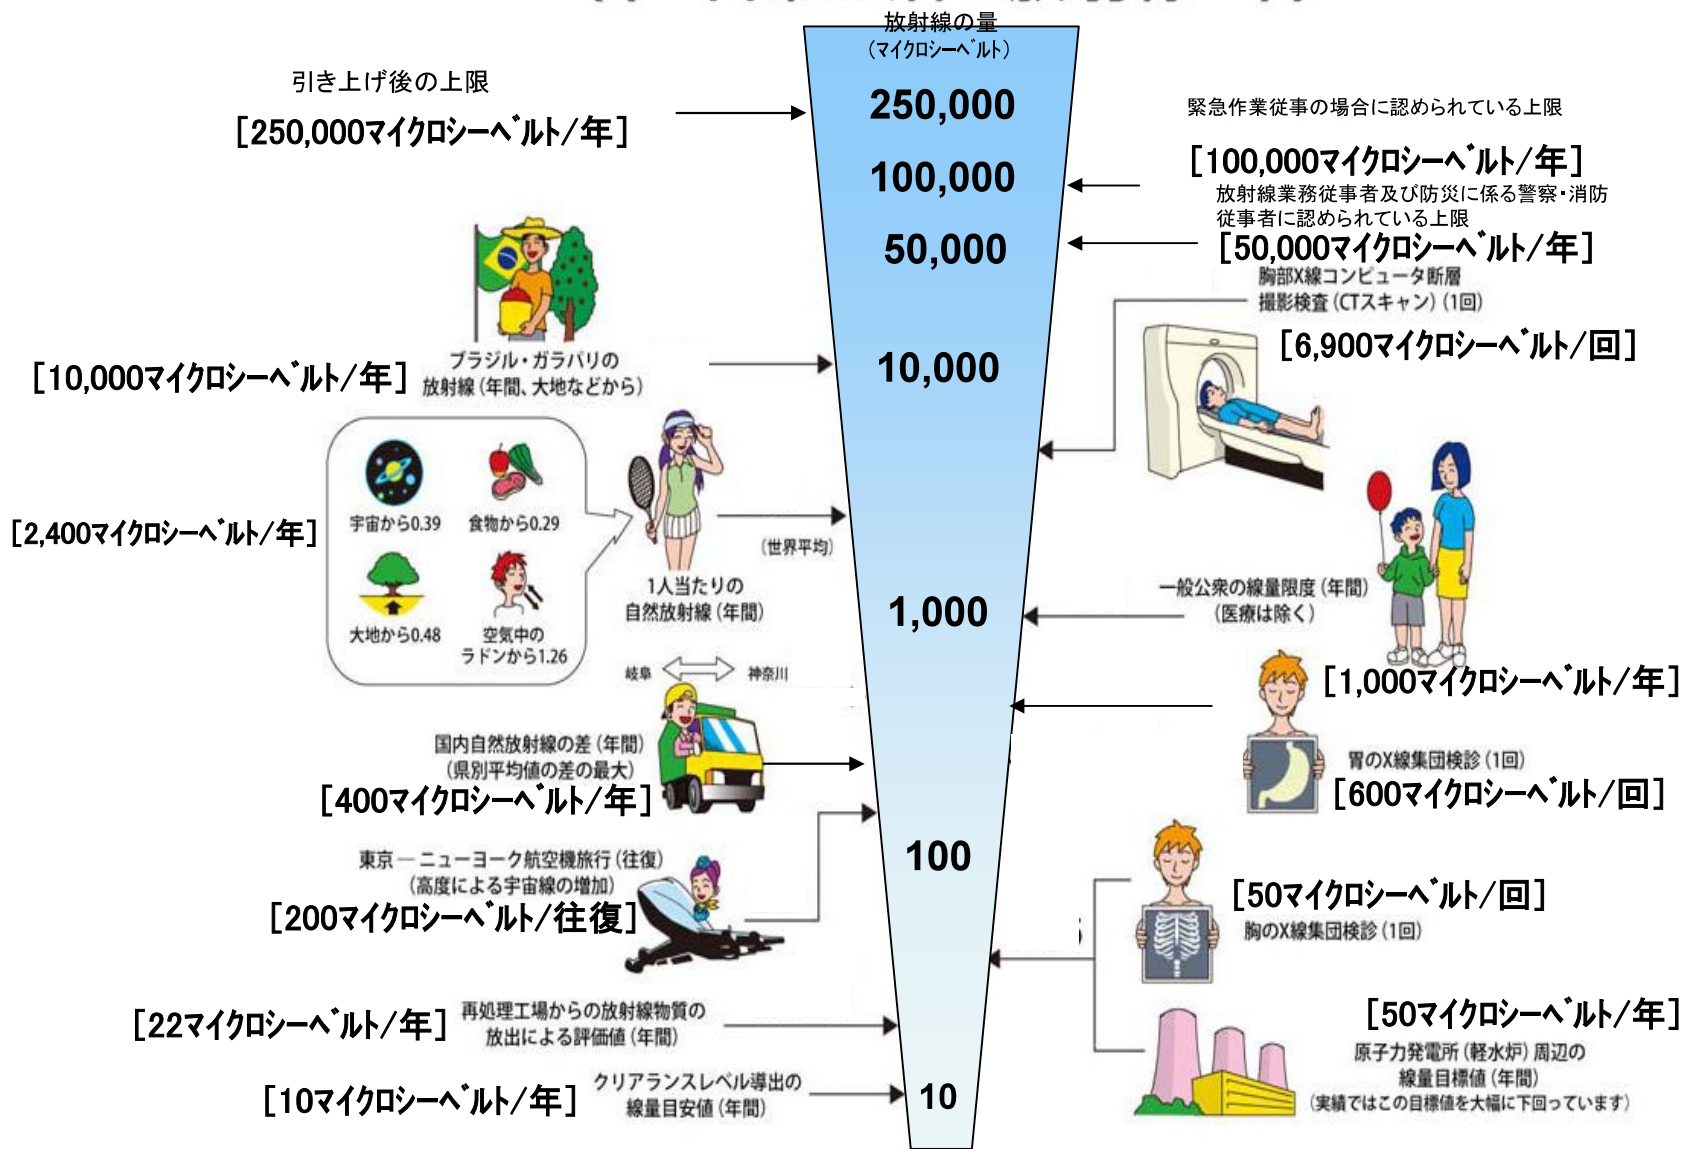 放射線の量
(マイクロシーベルト)
250,000
100,000
50,000
10,000
1,000
100
10
引き上げ後の上限
[250,000マイクロシーベルト/年]
ブラジル・ガラパリの
放射線(年間、大地などから)
[10,000マイクロシーベルト/年]
宇宙から0.39
食物から0.29
大地から0.48
空気中の
ラドンから1.26
[2,400マイクロシーベルト/年]
(世界平均)
1人当たりの
自然放射線(年間)
岐阜
神奈川
国内自然放射線の差(年間)
(県別平均値の差の最大)
[400マイクロシーベルト/年]
東京―ニューヨーク航空機旅行(往復)
(高度による宇宙線の増加)
[200マイクロシーベルト/往復]
[22マイクロシーベルト/年]
再処理工場からの放射線物質の
放出による評価値(年間)
[10マイクロシーベルト/年]
クリアランスレベル導出の
線量目安値(年間)
緊急作業従事の場合に認められている上限
[100,000マイクロシーベルト/年]
放射線業務従事者及び防災に係る警察・消防
従事者に認められている上限
[50,000マイクロシーベルト/年]
胸部X線コンピュータ断層
撮影検査(CTスキャン)(1回)
[6,900マイクロシーベルト/回]
一般公衆の線量限度(年間)
(医療は除く)
[1,000マイクロシーベルト/年]
胃のX線集団検診(1回)
[600マイクロシーベルト/回]
[50マイクロシーベルト/回]
胸のX線集団検診(1回)
[50マイクロシーベルト/年]
原子力発電所(軽水炉)周辺の
線量目標値(年間)
(実績ではこの目標値を大幅に下回っています)